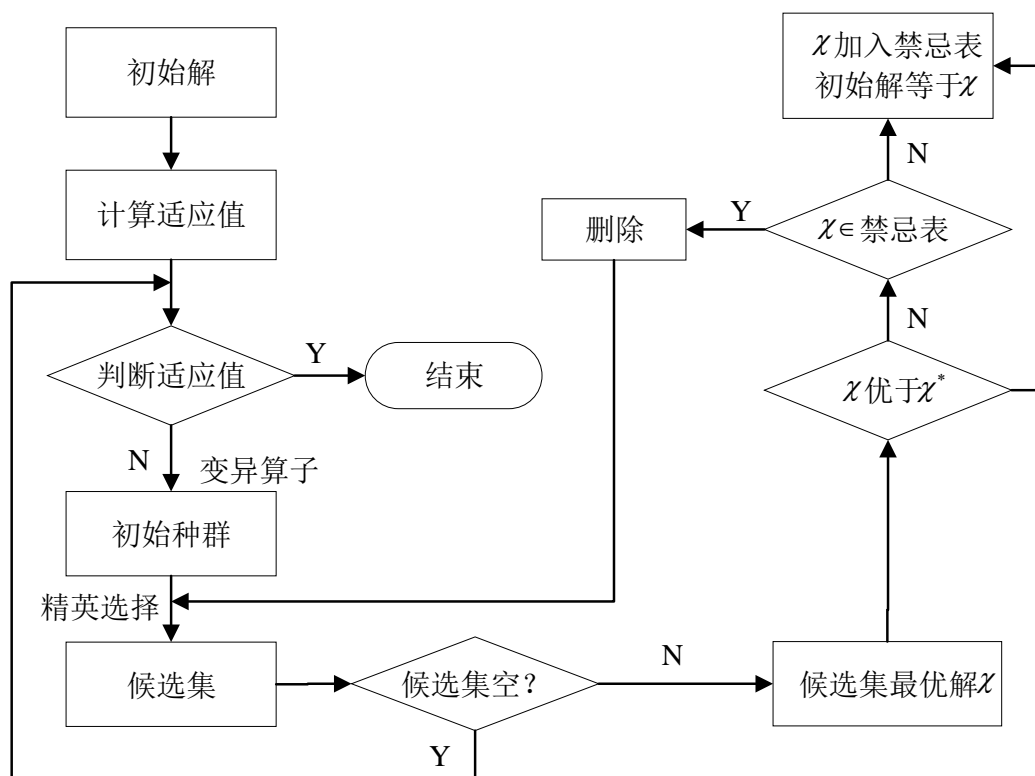 初始解
计算适应值
判断适应值
Y
结束
N
变异算子
初始种群
精英选择
候选集
候选集空?
Y
N
候选集最优解χ
χ优于χ*
N
χ∈禁忌表
Y
删除
N
χ加入禁忌表
初始解等于χ